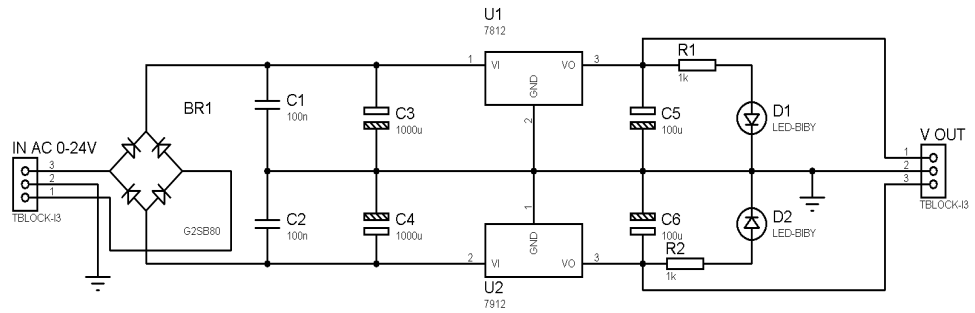 U1
7812
1 VI VO 3
GND
2
R1
1k
BR1
C1
100n
C3
1000u
C5
100u
D1
LED-BIBY
IN AC 0-24V
3
2
1
TBLOCK-I3
V OUT
1
2
3
TBLOCK-I3
G2SB80
C2
100n
C4
1000u
1
GND
2 VI VO 3
U2
7912
C6
100u
R2
1k
D2
LED-BIBY